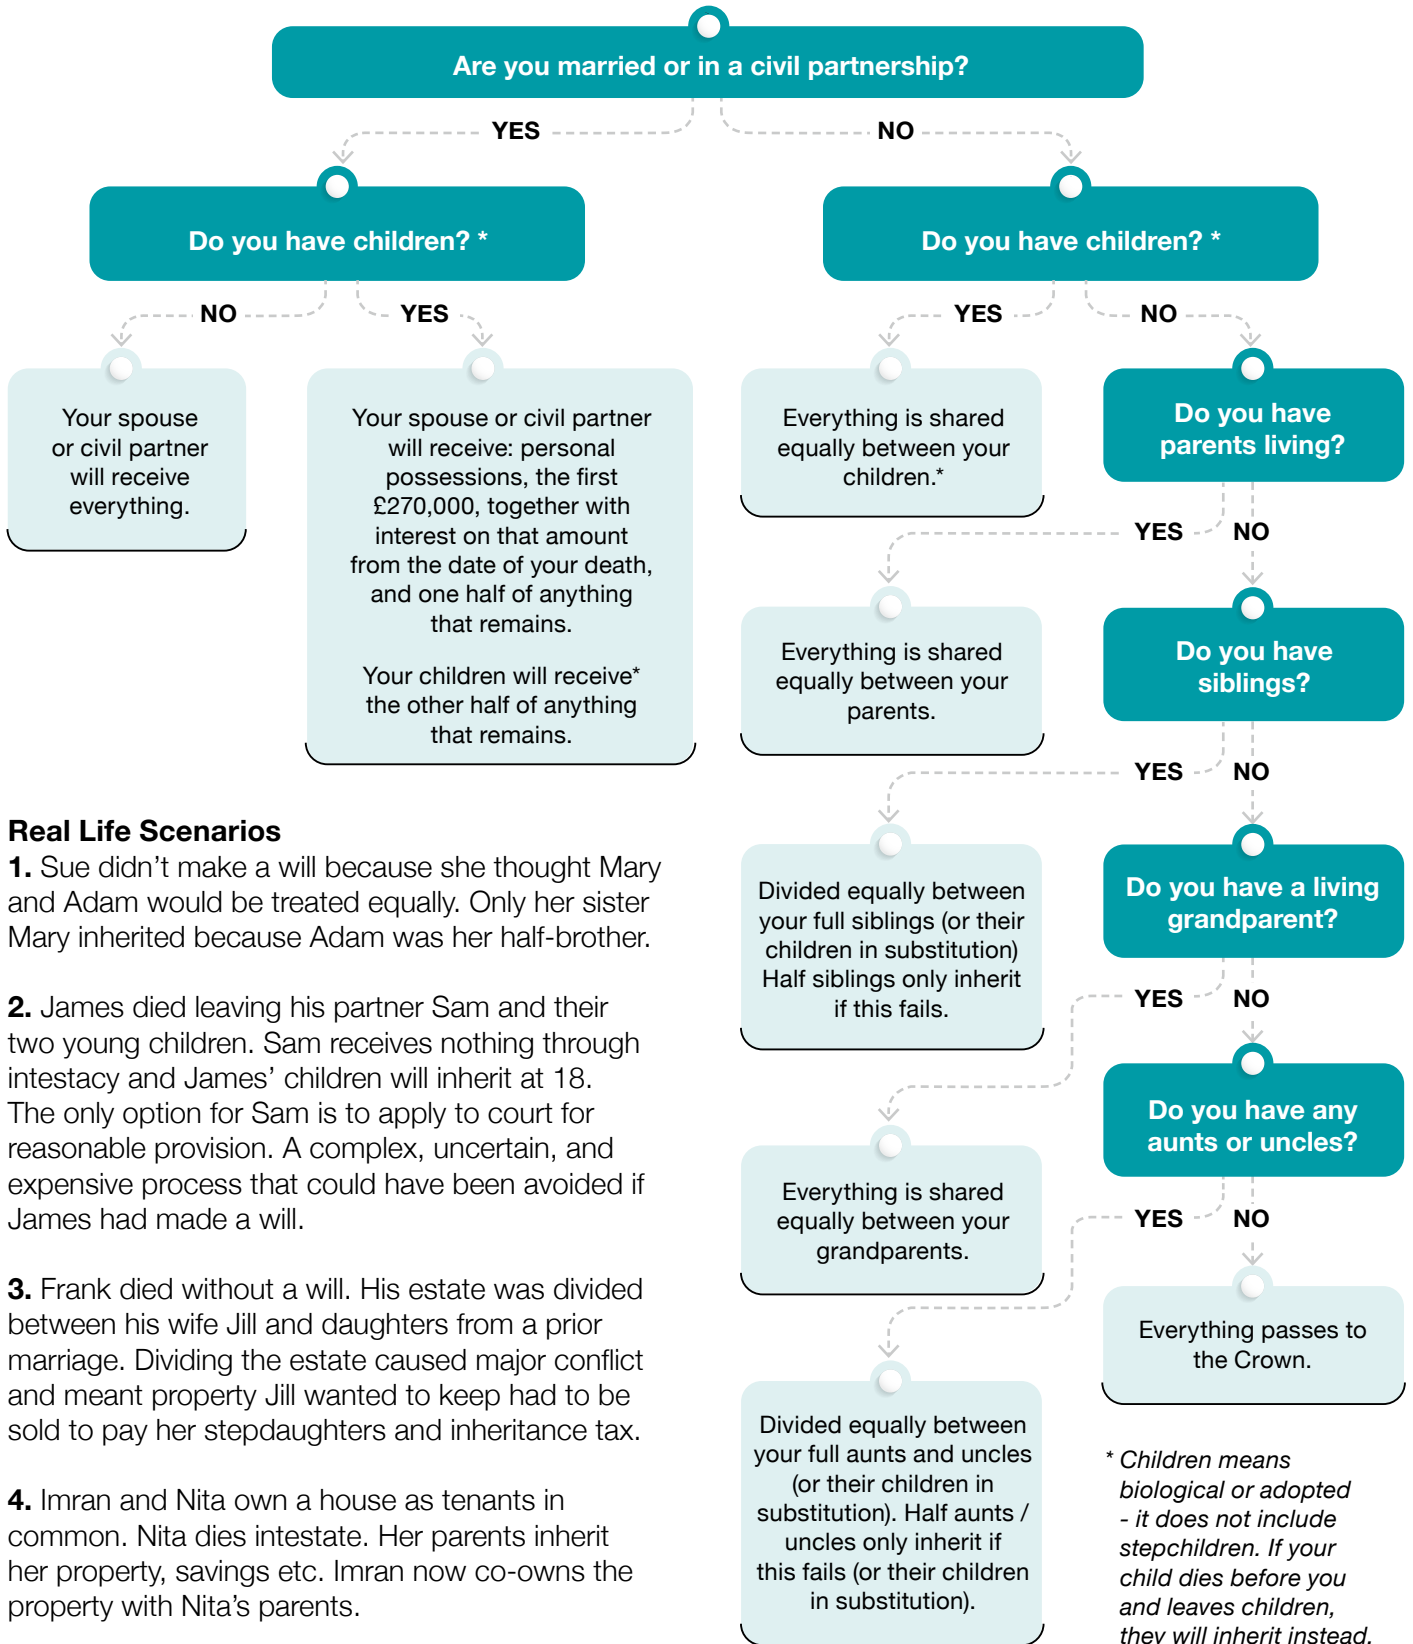 Are you married or in a civil partnership?
YES
NO
Do you have children? *
Do you have children? *
NO
YES
YES
NO
Your spouse
or civil partner
will receive
everything.
Your spouse or civil partner
will receive: personal
possessions, the first
£270,000, together with
interest on that amount
from the date of your death,
and one half of anything
that remains.
Your children will receive*
the other half of anything
that remains.
Everything is shared
equally between your
children.*
Do you have
parents living?
YES
NO
Everything is shared
equally between your
parents.
Do you have
siblings?
YES
NO
Divided equally between
your full siblings (or their
children in substitution)
Half siblings only inherit
if this fails.
Do you have a living
grandparent?
YES
NO
Everything is shared
equally between your
grandparents.
Do you have any
aunts or uncles?
YES
NO
Divided equally between
your full aunts and uncles
(or their children in
substitution). Half aunts /
uncles only inherit if
this fails (or their children
in substitution).
Everything passes to
the Crown.
* Children means
biological or adopted
- it does not include
stepchildren. If your
child dies before you
and leaves children,
they will inherit instead.
Real Life Scenarios
1. Sue didn't make a will because she thought Mary
and Adam would be treated equally. Only her sister
Mary inherited because Adam was her half-brother.
2. James died leaving his partner Sam and their
two young children. Sam receives nothing through
intestacy and James' children will inherit at 18.
The only option for Sam is to apply to court for
reasonable provision. A complex, uncertain, and
expensive process that could have been avoided if
James had made a will.
3. Frank died without a will. His estate was divided
between his wife Jill and daughters from a prior
marriage. Dividing the estate caused major conflict
and meant property Jill wanted to keep had to be
sold to pay her stepdaughters and inheritance tax.
4. Imran and Nita own a house as tenants in
common. Nita dies intestate. Her parents inherit
her property, savings etc. Imran now co-owns the
property with Nita's parents.